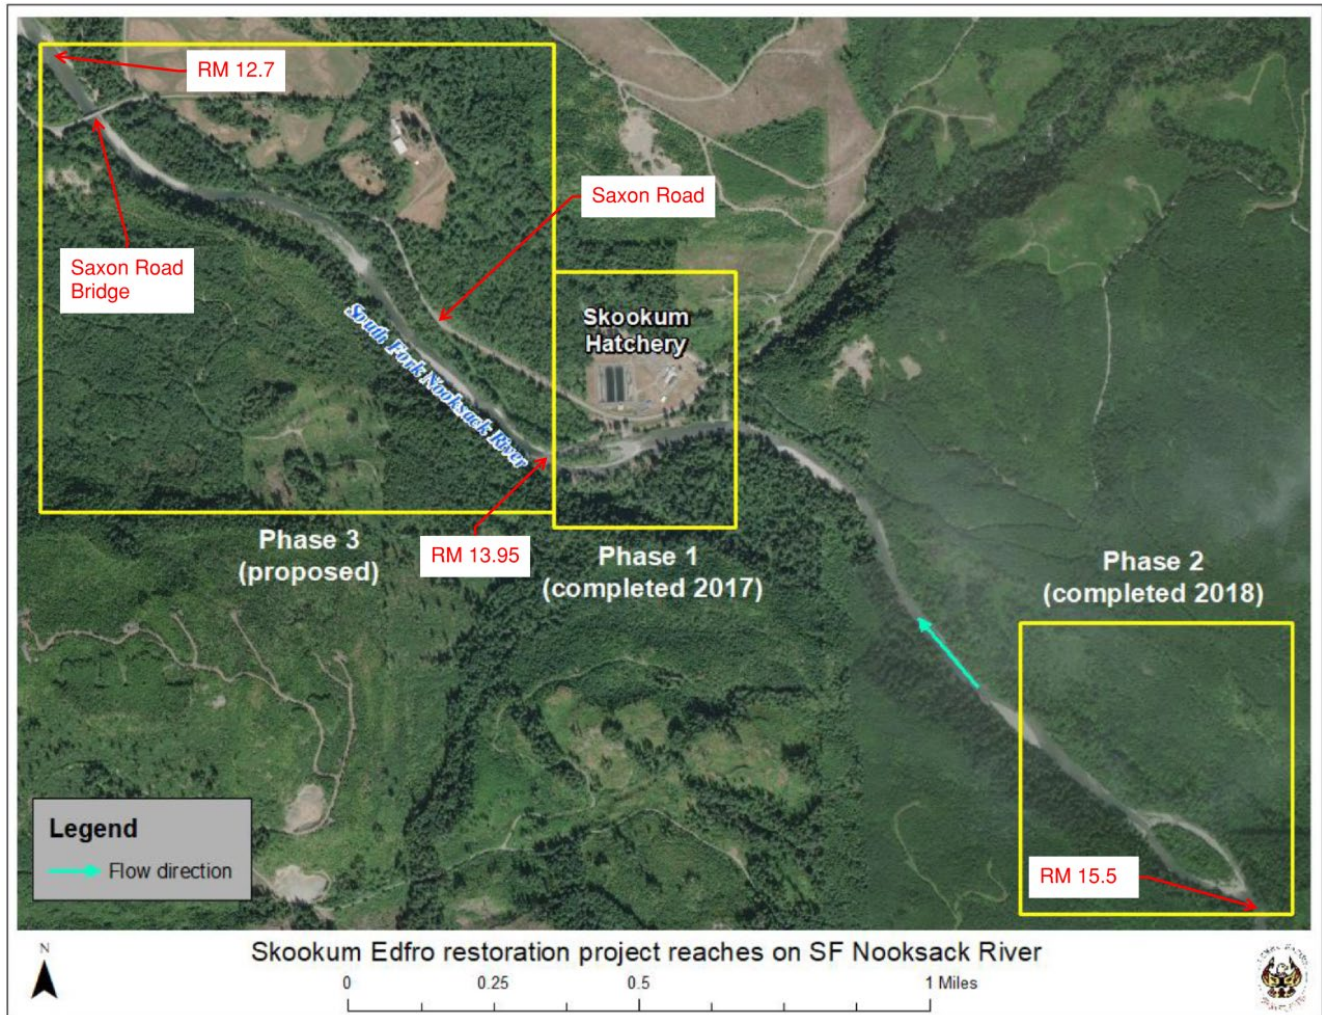 RM 12.7
Saxon Road
Saxon Road
Bridge
Skookum
Hatchery
South Fork Nooksack River
Phase 3
(proposed)
RM 13.95
Phase 1
(completed 2017)
Phase 2
(completed 2018)
RM 15.5
Legend
Flow direction
N
Skookum Edfro restoration project reaches on SF Nooksack River
0
0.25
0.5
1 Miles